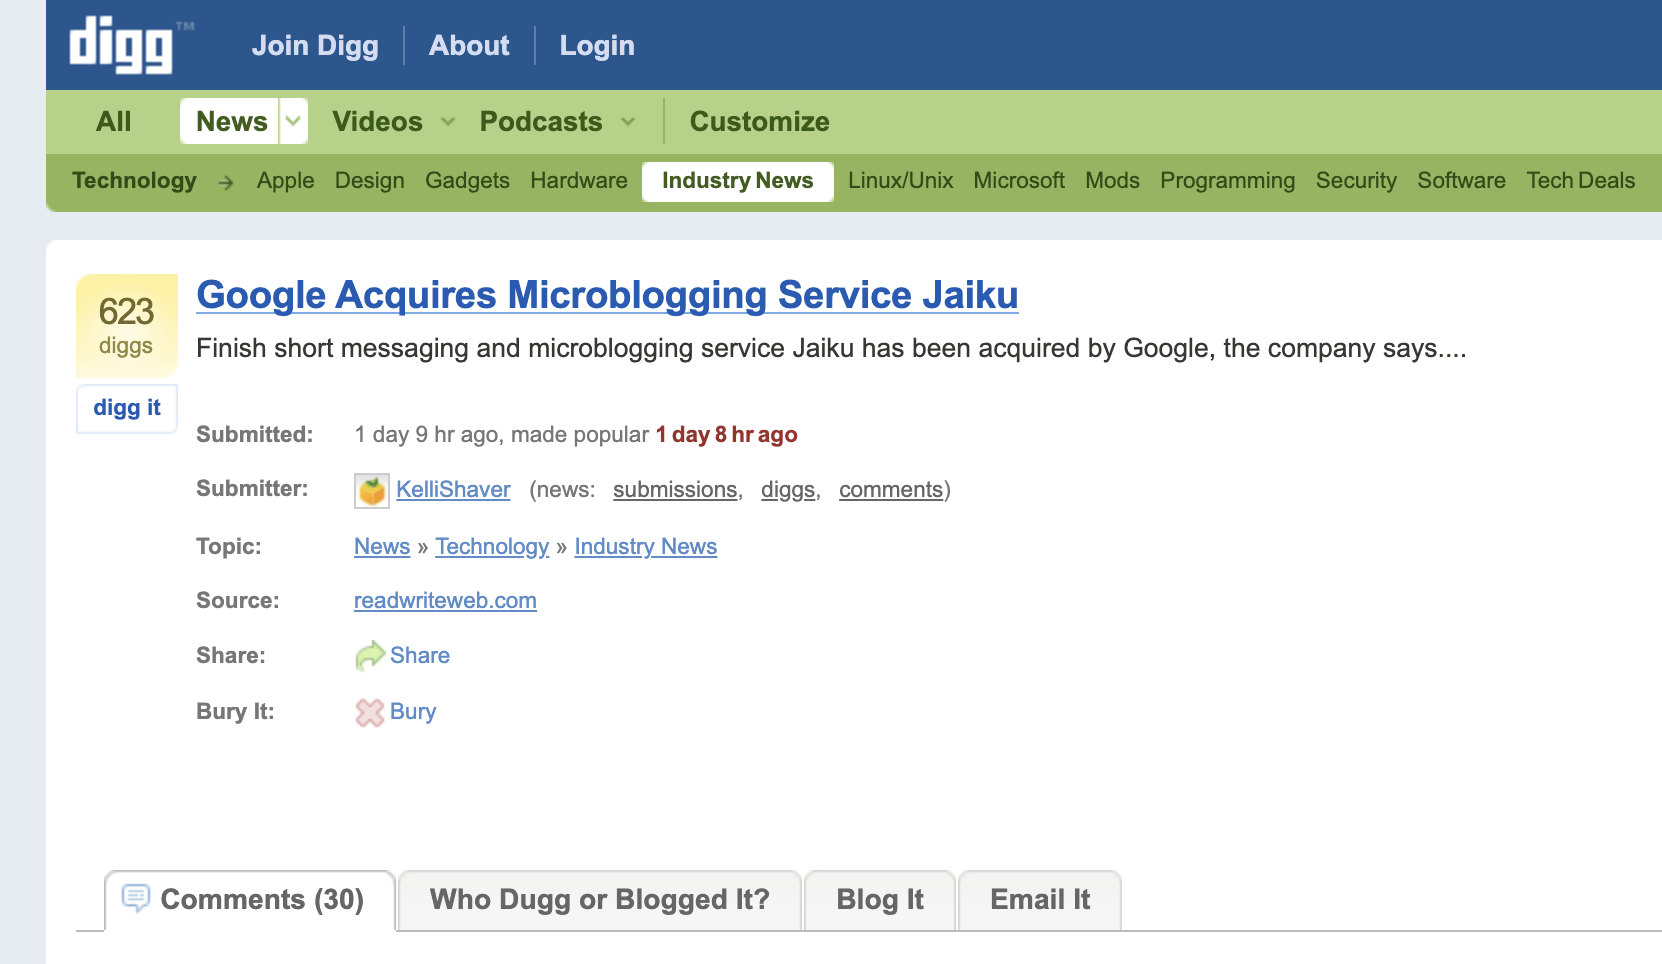 digg™ Join Digg About Login
All News Videos Podcasts Customize
Technology → Apple Design Gadgets Hardware Industry News Linux/Unix Microsoft Mods Programming Security Software Tech Deals
623
diggs
digg it
Google Acquires Microblogging Service Jaiku
Finish short messaging and microblogging service Jaiku has been acquired by Google, the company says....
Submitted: 1 day 9 hr ago, made popular 1 day 8 hr ago
Submitter: KelliShaver (news: submissions, diggs, comments)
Topic: News » Technology » Industry News
Source: readwriteweb.com
Share: Share
Bury It: Bury
Comments (30) Who Dugg or Blogged It? Blog It Email It